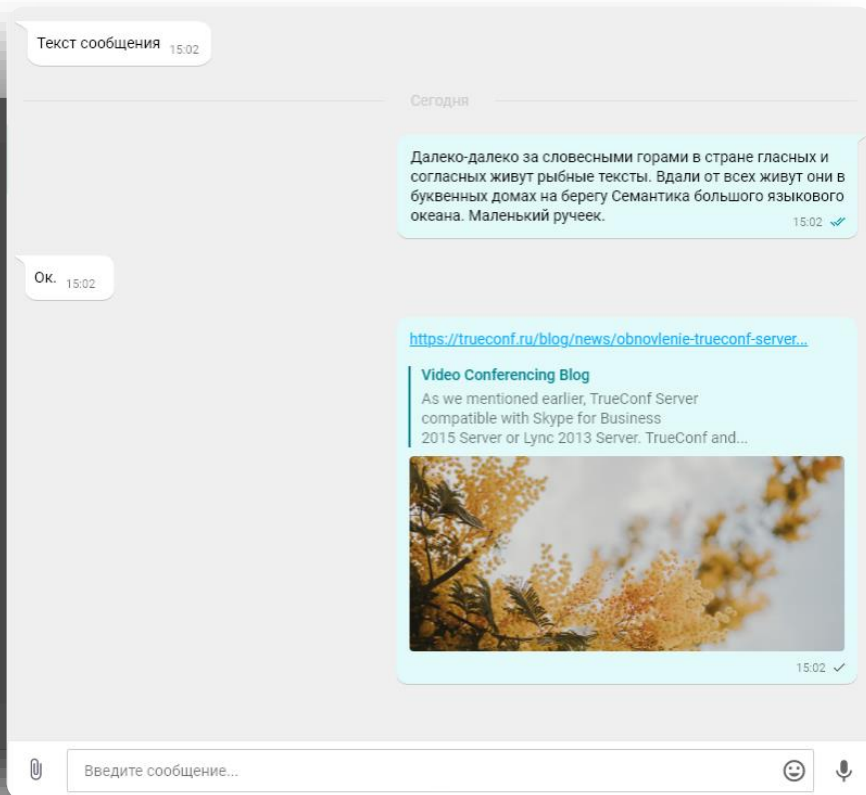 Текст сообщения 15:02
Сегодня
Далеко-далеко за словесными горами в стране гласных и
согласных живут рыбные тексты. Вдали от всех живут они в
буквенных домах на берегу Семантика большого языкового
океана. Маленький ручеек.
15:02
Ок. 15:02
https://trueconf.ru/blog/news/obnovlenie-trueconf-server...
Video Conferencing Blog
As we mentioned earlier, TrueConf Server
compatible with Skype for Business
2015 Server or Lync 2013 Server. TrueConf and...
15:02
Введите сообщение...